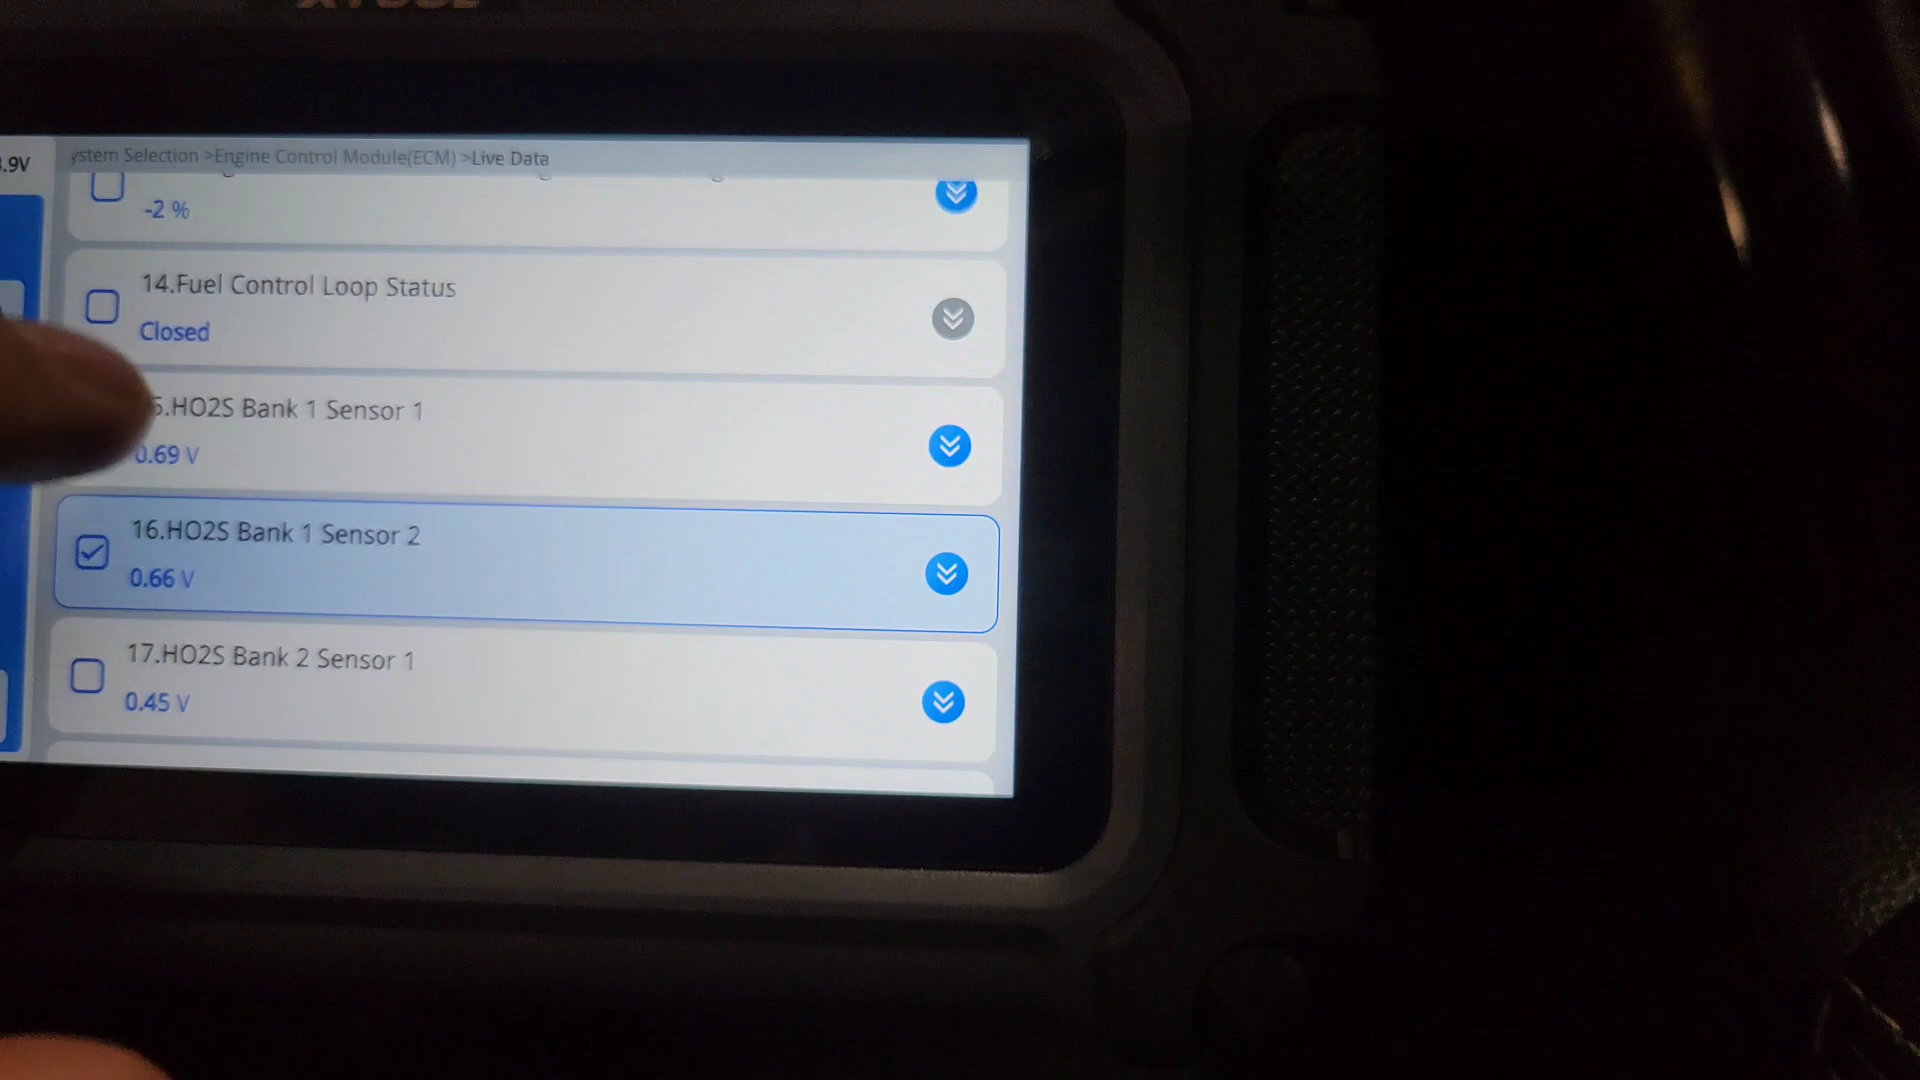 .9V
ystem Selection >Engine Control Module(ECM) >Live Data
-2 %
14.Fuel Control Loop Status
Closed
5.HO2S Bank 1 Sensor 1
0.69 V
16.HO2S Bank 1 Sensor 2
0.66 V
17.HO2S Bank 2 Sensor 1
0.45 V